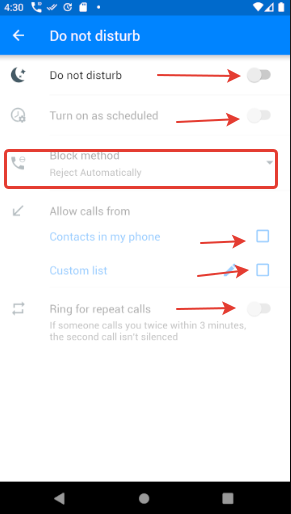 4:30
Do not disturb
Do not disturb
Turn on as scheduled
Block method
Reject Automatically
Allow calls from
Contacts in my phone
Custom list
Ring for repeat calls
If someone calls you twice within 3 minutes,
the second call isn't silenced